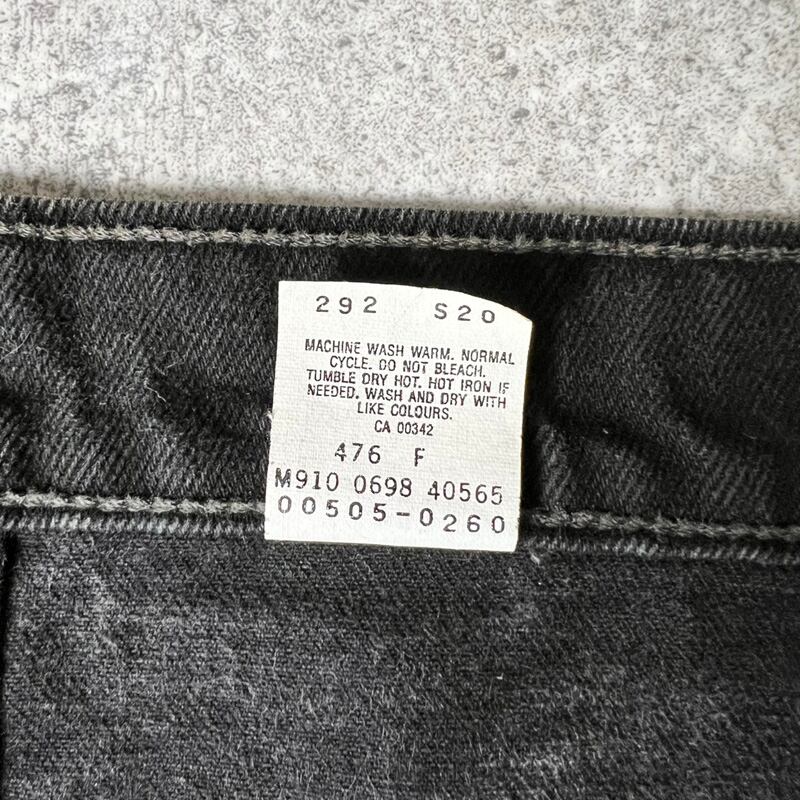 292 S20
MACHINE WASH WARM. NORMAL
CYCLE. DO NOT BLEACH.
TUMBLE DRY HOT. HOT IRON IF
NEEDED. WASH AND DRY WITH
LIKE COLOURS.
CA 00342
476 F
M910 0698 40565
00505-0260